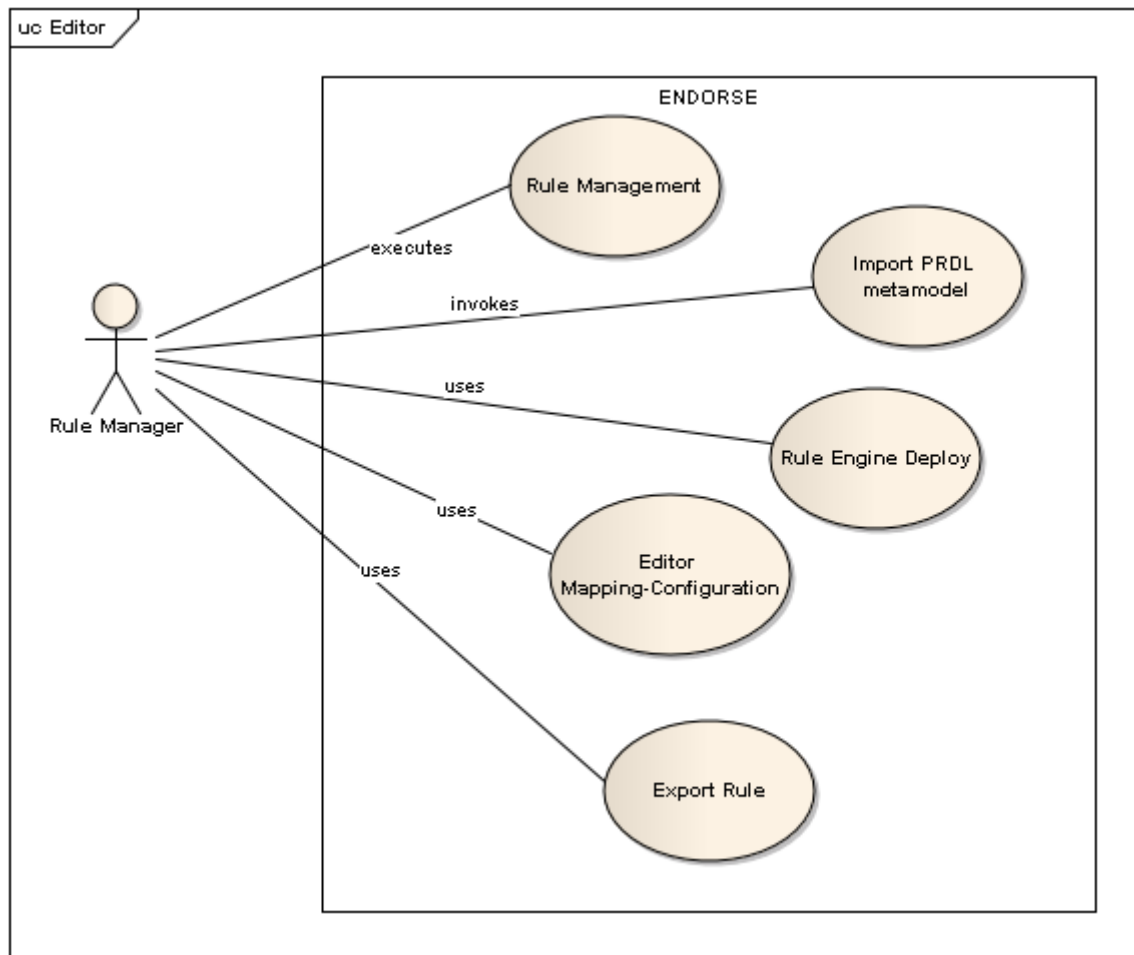 uc Editor
ENDORSE
Rule Management
executes
Import PRDL
metamodel
invokes
uses
Rule Manager
Rule Engine Deploy
uses
Editor
Mapping-Configuration
uses
Export Rule